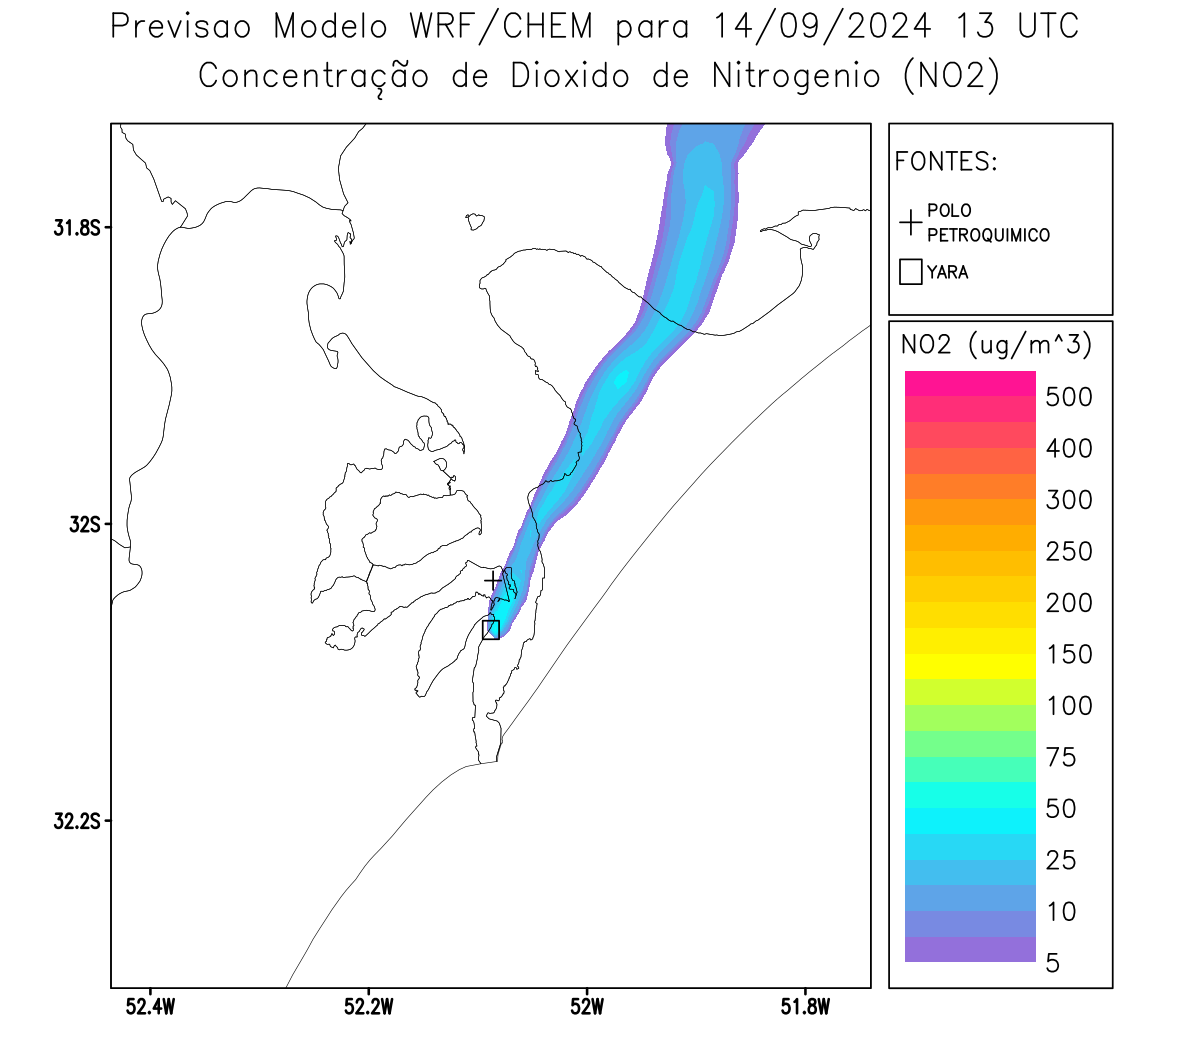 Previsao Modelo WRF/CHEM para 14/09/2024 13 UTC
Concentração de Dioxido de Nitrogenio (NO2)
FONTES:
POLO
PETROQUIMICO
YARA
31.8S
32S
32.2S
52.4W
52.2W
52W
51.8W
NO2 (ug/m^3)
500
400
300
250
200
150
100
75
50
25
10
5